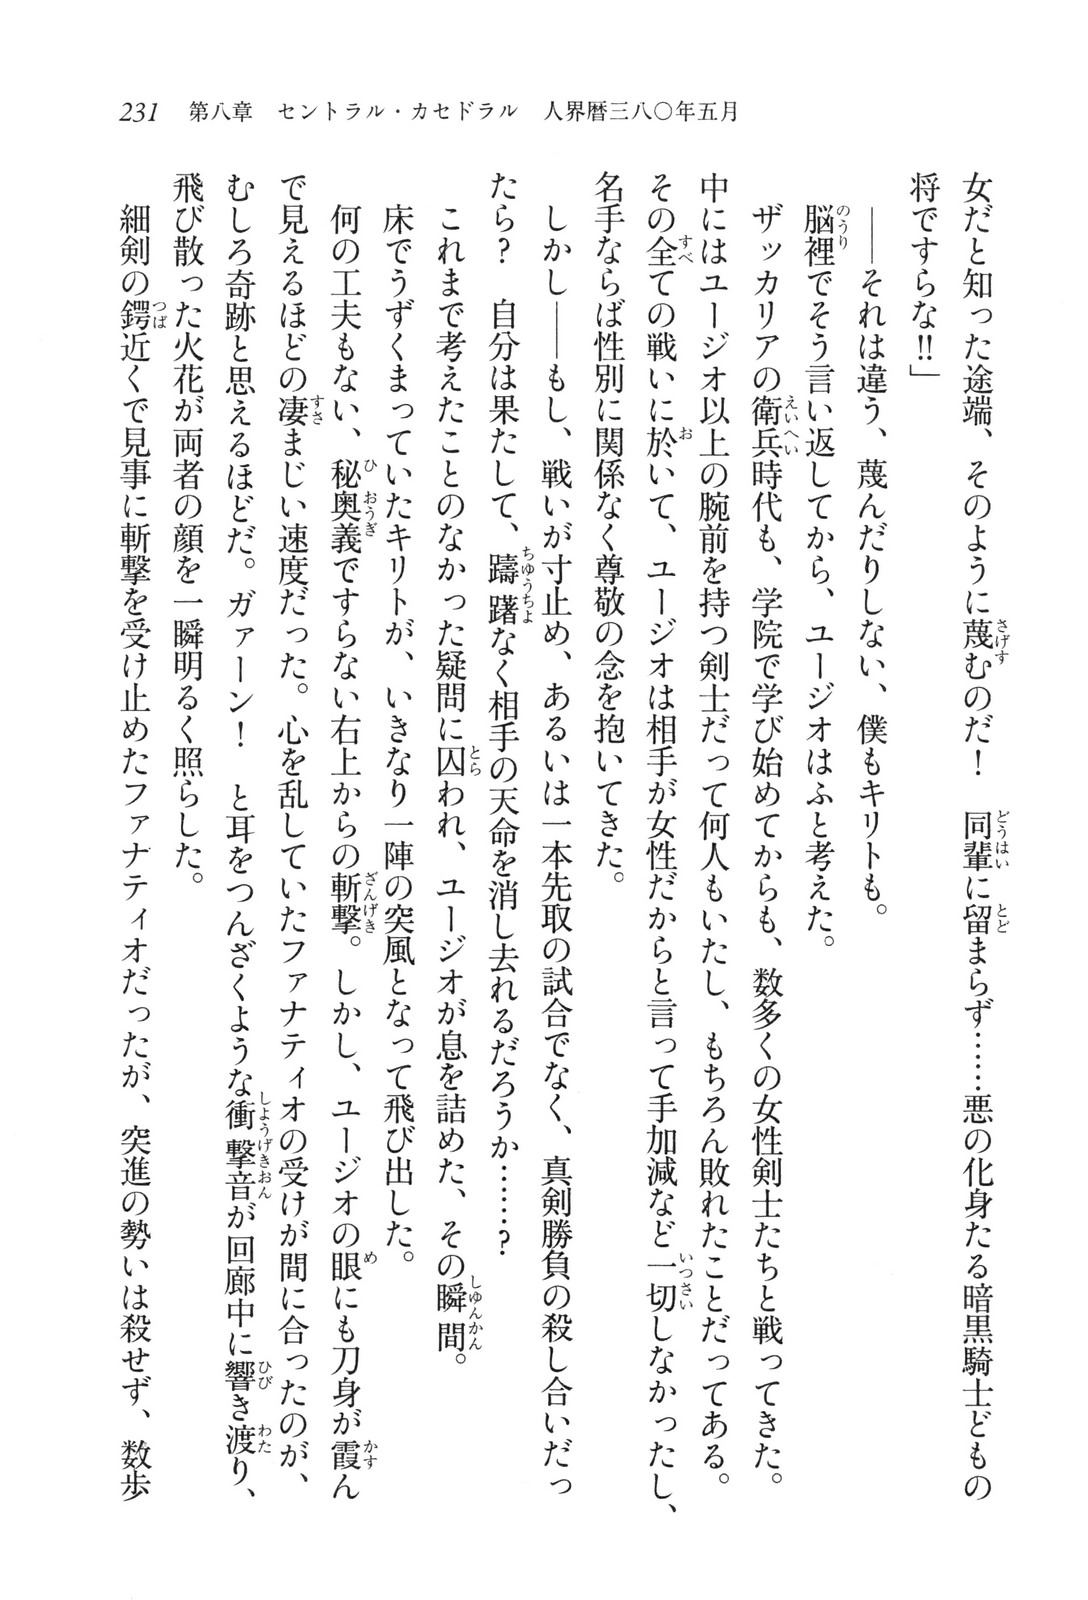 231　第八章　セントラル・カセドラル　人界暦三八〇年五月
女だと知った途端、そのように蔑むのだ！　同輩に留まらず……悪の化身たる暗黒騎士どもの
将ですらな!!」
　――それは違う、蔑んだりしない、僕もキリトも。
　脳裡でそう言い返してから、ユージオはふと考えた。
　ザッカリアの衛兵時代も、学院で学び始めてからも、数多くの女性剣士たちと戦ってきた。
中にはユージオ以上の腕前を持つ剣士だって何人もいたし、もちろん敗れたことだってある。
その全ての戦いに於いて、ユージオは相手が女性だからと言って手加減など一切しなかったし、
名手ならば性別に関係なく尊敬の念を抱いてきた。
　しかし――もし、戦いが寸止め、あるいは一本先取の試合でなく、真剣勝負の殺し合いだっ
たら？　自分は果たして、躊躇なく相手の天命を消し去れるだろうか……？
　これまで考えたことのなかった疑問に囚われ、ユージオが息を詰めた、その瞬間。
　床でうずくまっていたキリトが、いきなり一陣の突風となって飛び出した。
　何の工夫もない、秘奥義ですらない右上からの斬撃。しかし、ユージオの眼にも刀身が霞ん
で見えるほどの凄まじい速度だった。心を乱していたファナティオの受けが間に合ったのが、
むしろ奇跡と思えるほどだ。ガァーン！　と耳をつんざくような衝撃音が回廊中に響き渡り、
飛び散った火花が両者の顔を一瞬明るく照らした。
　細剣の鍔近くで見事に斬撃を受け止めたファナティオだったが、突進の勢いは殺せず、数歩